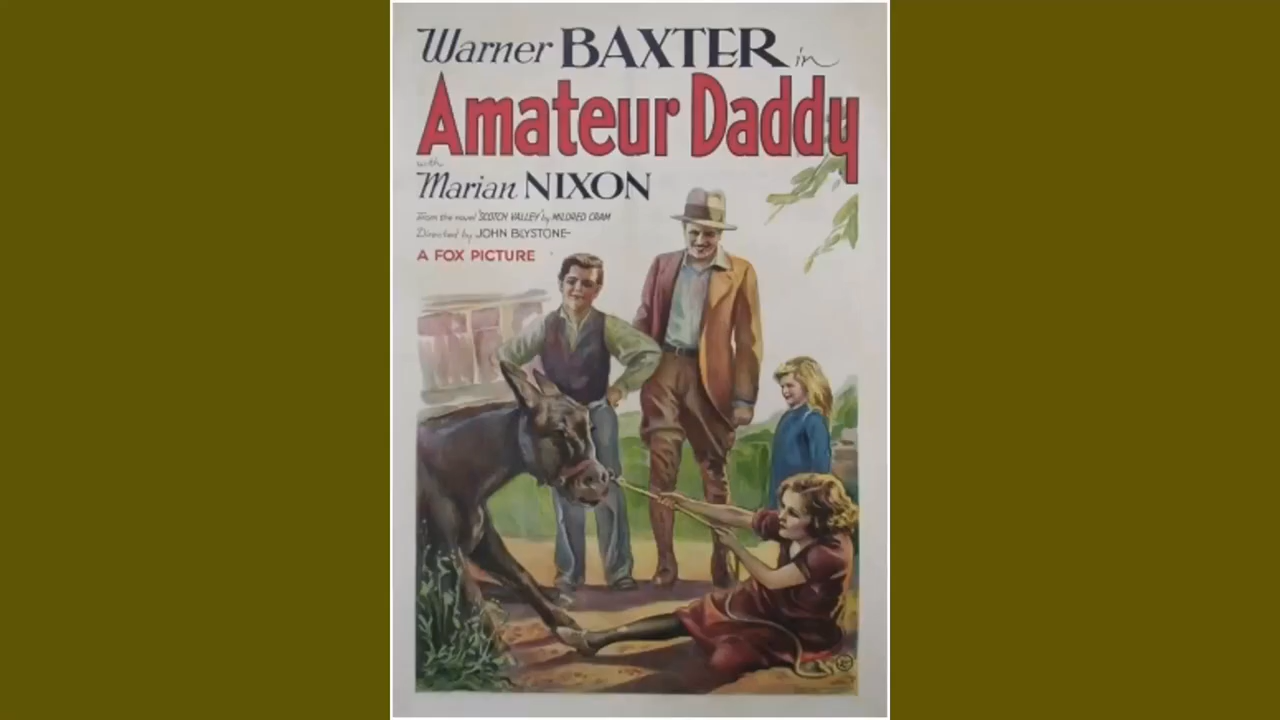 Warner BAXTER in
Amateur Daddy
with
Marian NIXON
From the novel "SCOTCH VALLEY" by MILDRED CRAM
Directed by JOHN BLYSTONE-
A FOX PICTURE